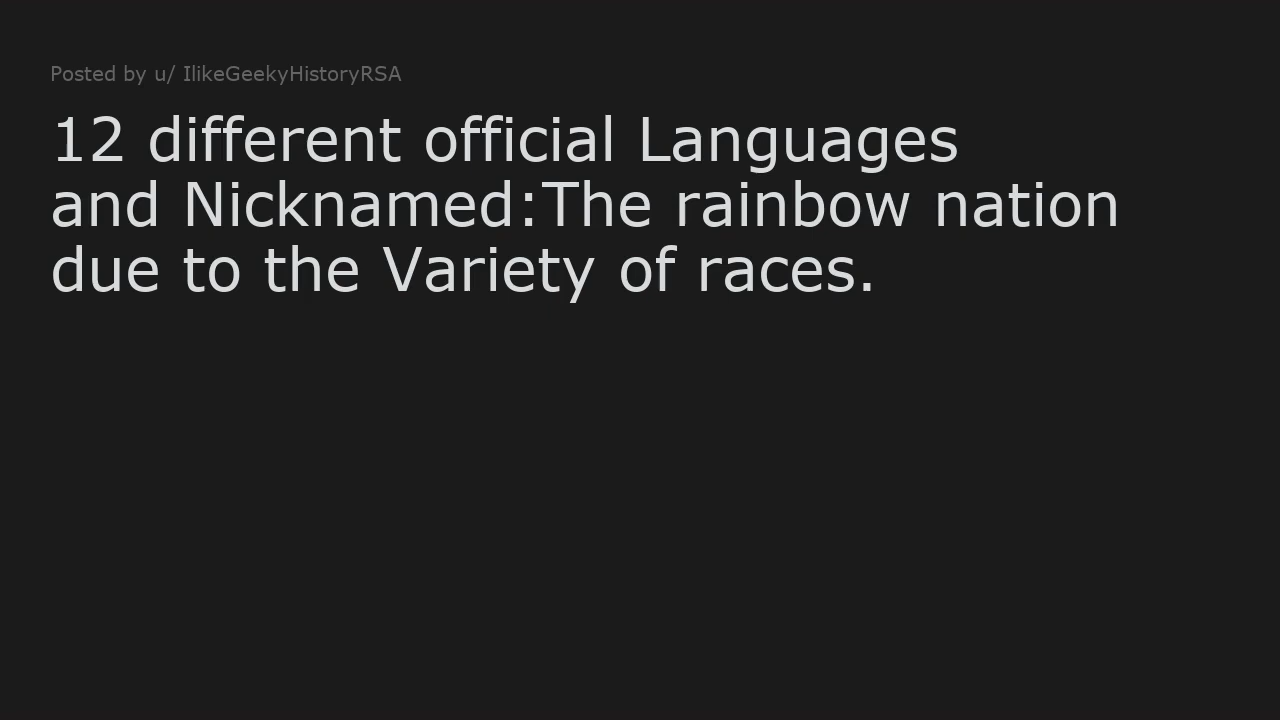 Posted by u/ IlikeGeekyHistoryRSA
12 different official Languages
and Nicknamed:The rainbow nation
due to the Variety of races.